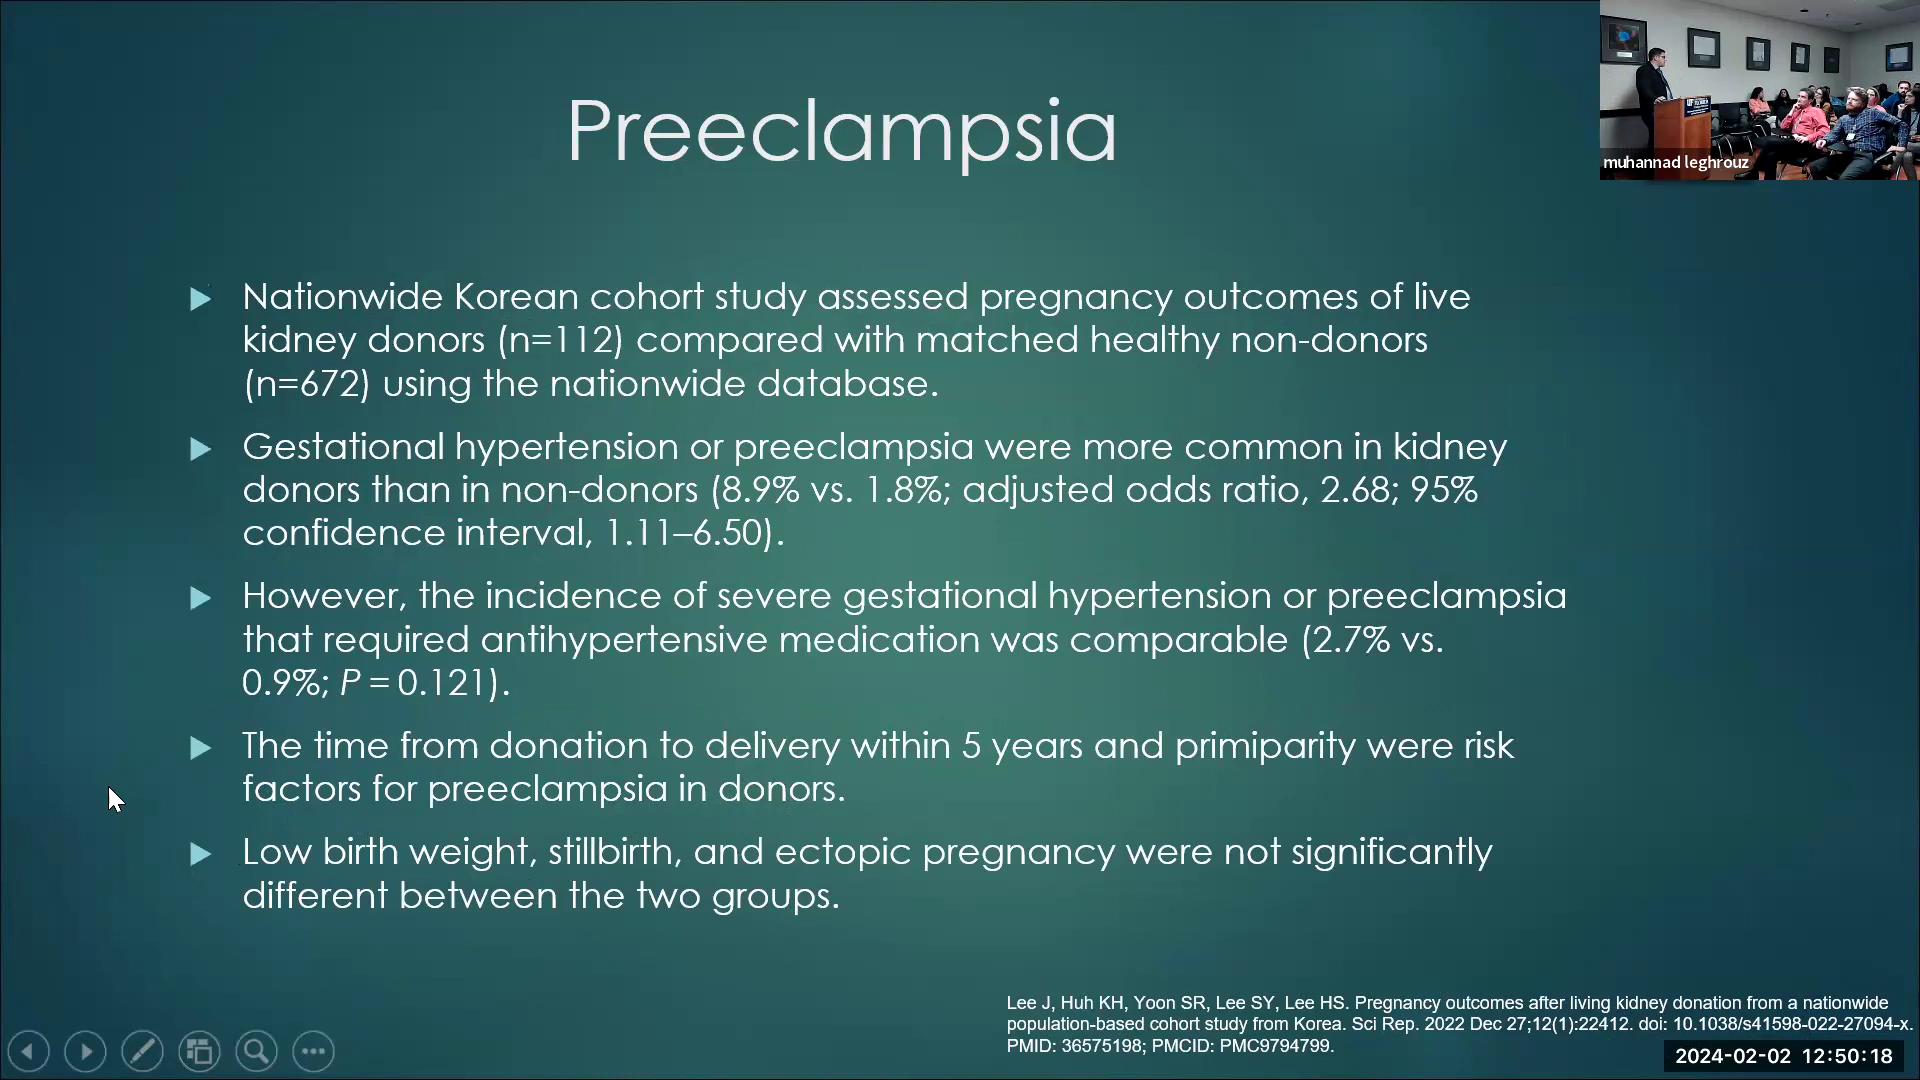 Preeclampsia
muhannad leghrouz
Nationwide Korean cohort study assessed pregnancy outcomes of live
kidney donors (n=112) compared with matched healthy non-donors
(n=672) using the nationwide database.
Gestational hypertension or preeclampsia were more common in kidney
donors than in non-donors (8.9% vs. 1.8%; adjusted odds ratio, 2.68; 95%
confidence interval, 1.11–6.50).
However, the incidence of severe gestational hypertension or preeclampsia
that required antihypertensive medication was comparable (2.7% vs.
0.9%; P = 0.121).
The time from donation to delivery within 5 years and primiparity were risk
factors for preeclampsia in donors.
Low birth weight, stillbirth, and ectopic pregnancy were not significantly
different between the two groups.
Lee J, Huh KH, Yoon SR, Lee SY, Lee HS. Pregnancy outcomes after living kidney donation from a nationwide
population-based cohort study from Korea. Sci Rep. 2022 Dec 27;12(1):22412. doi: 10.1038/s41598-022-27094-x.
PMID: 36575198; PMCID: PMC9794799.
2024-02-02 12:50:18